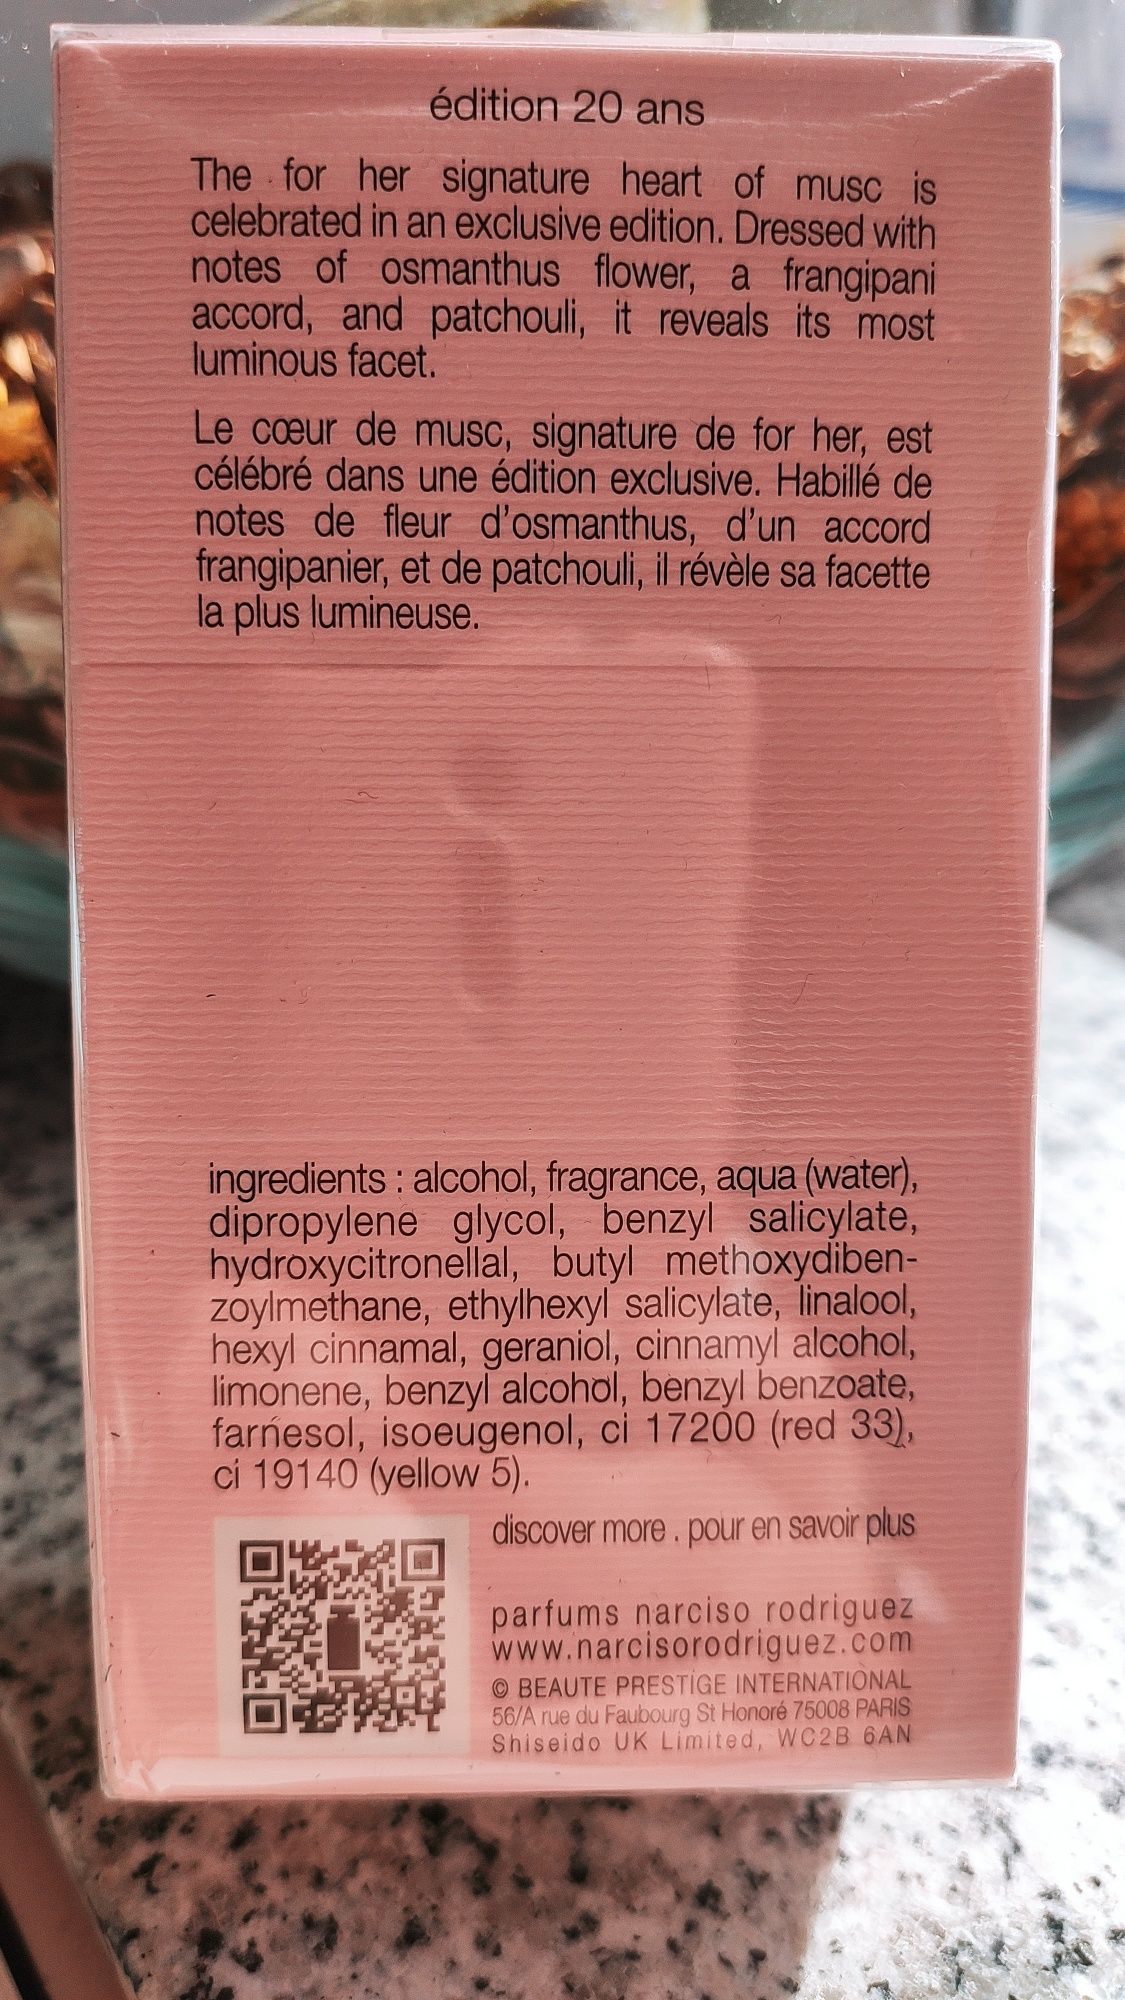 édition 20 ans
The for her signature heart of musc is
celebrated in an exclusive edition. Dressed with
notes of osmanthus flower, a frangipani
accord, and patchouli, it reveals its most
luminous facet.
Le cœur de musc, signature de for her, est
célébré dans une édition exclusive. Habillé de
notes de fleur d'osmanthus, d'un accord
frangipanier, et de patchouli, il révèle sa facette
la plus lumineuse.
ingredients : alcohol, fragrance, aqua (water),
dipropylene glycol, benzyl salicylate,
hydroxycitronellal, butyl methoxydiben-
zoylmethane, ethylhexyl salicylate, linalool,
hexyl cinnamal, geraniol, cinnamyl alcohol,
limonene, benzyl alcohol, benzyl benzoate,
farnesol, isoeugenol, ci 17200 (red 33),
ci 19140 (yellow 5).
discover more . pour en savoir plus
parfums narciso rodriguez
www.narcisorodriguez.com
© BEAUTE PRESTIGE INTERNATIONAL
56/A rue du Faubourg St Honoré 75008 PARIS
Shiseido UK Limited, WC2B 6AN